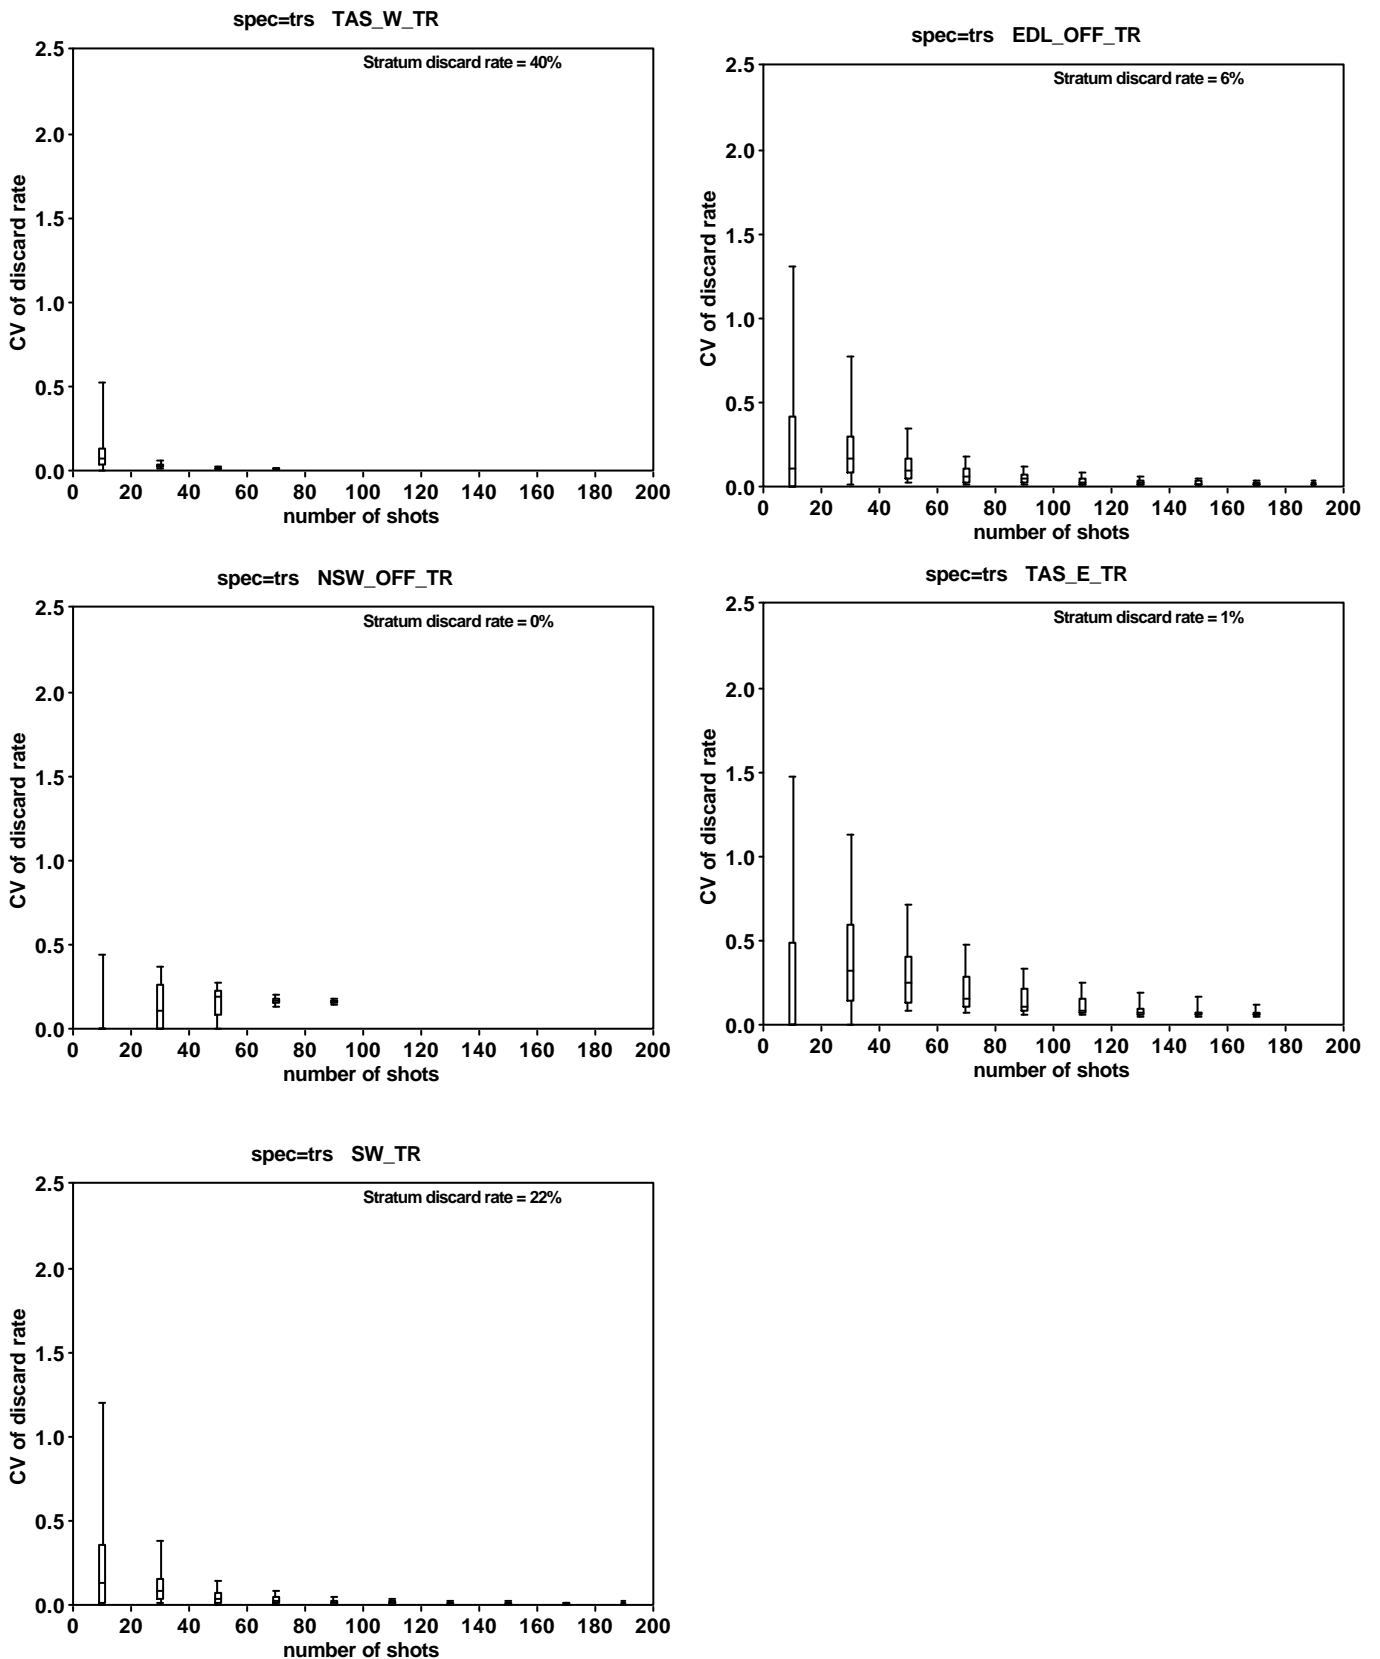 spec=trs TAS_W_TR
Stratum discard rate = 40%
CV of discard rate
2.5
2.0
1.5
1.0
0.5
0.0
0 20 40 60 80 100 120 140 160 180 200
number of shots
spec=trs EDL_OFF_TR
Stratum discard rate = 6%
CV of discard rate
2.5
2.0
1.5
1.0
0.5
0.0
0 20 40 60 80 100 120 140 160 180 200
number of shots
spec=trs NSW_OFF_TR
Stratum discard rate = 0%
CV of discard rate
2.5
2.0
1.5
1.0
0.5
0.0
0 20 40 60 80 100 120 140 160 180 200
number of shots
spec=trs TAS_E_TR
Stratum discard rate = 1%
CV of discard rate
2.5
2.0
1.5
1.0
0.5
0.0
0 20 40 60 80 100 120 140 160 180 200
number of shots
spec=trs SW_TR
Stratum discard rate = 22%
CV of discard rate
2.5
2.0
1.5
1.0
0.5
0.0
0 20 40 60 80 100 120 140 160 180 200
number of shots